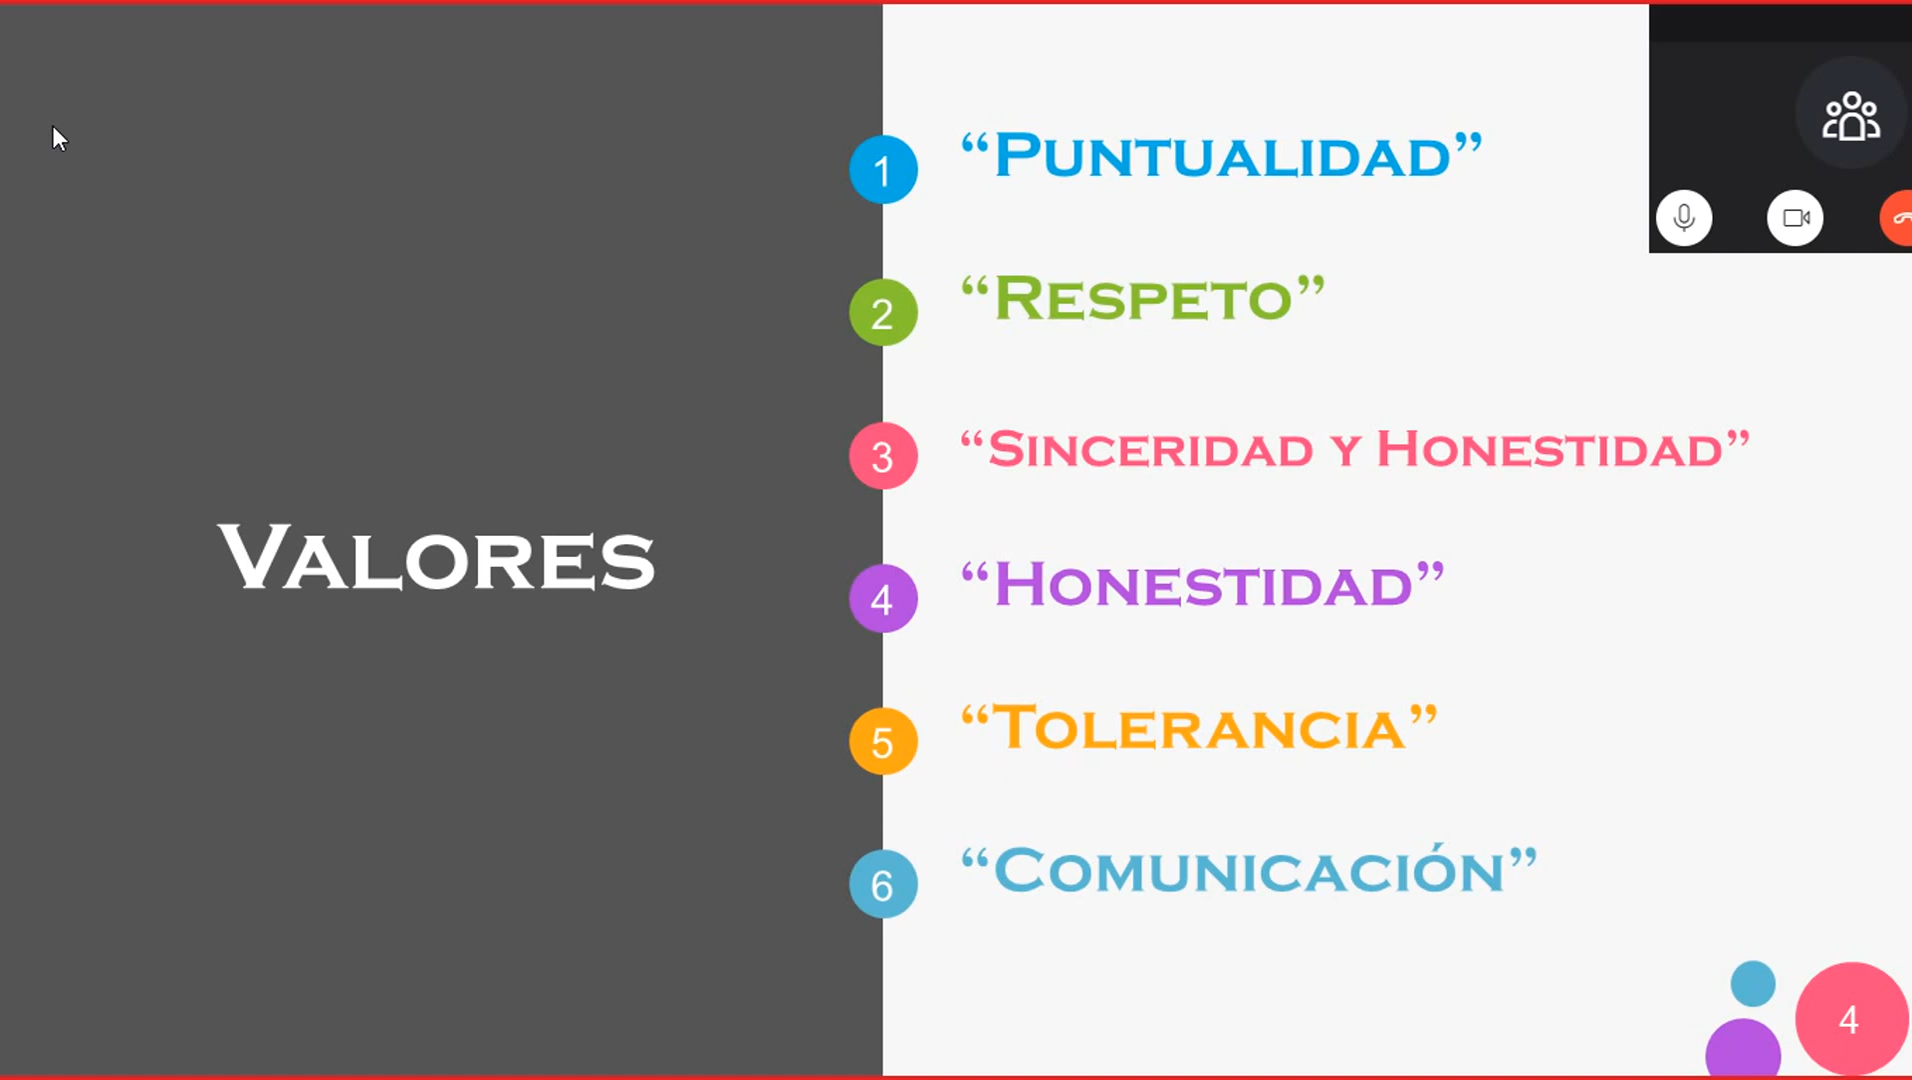 Valores
1 “Puntualidad”
2 “Respeto”
3 “Sinceridad y Honestidad”
4 “Honestidad”
5 “Tolerancia”
6 “Comunicación”
4